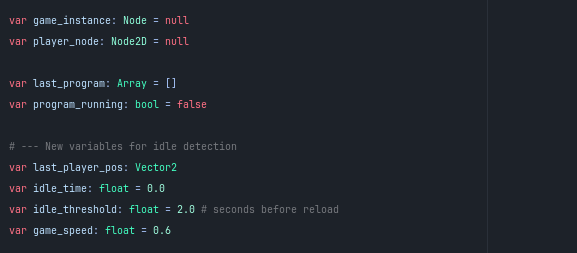 var game_instance: Node = null
var player_node: Node2D = null
var last_program: Array = []
var program_running: bool = false
# --- New variables for idle detection
var last_player_pos: Vector2
var idle_time: float = 0.0
var idle_threshold: float = 2.0 # seconds before reload
var game_speed: float = 0.6